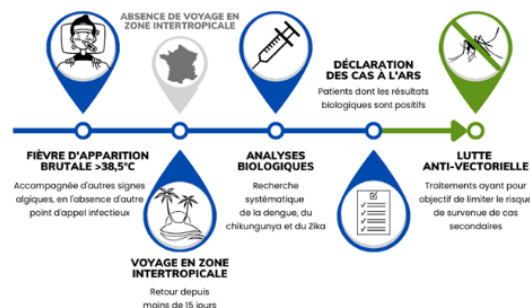 ABSENCE DE VOYAGE EN
ZONE INTERTROPICALE
DÉCLARATION
DES CAS À L'ARS
Patients dont les résultats
biologiques sont positifs
FIÈVRE D'APPARITION
BRUTALE >38,5°C
Accompagnée d'autres signes
algiques, en l'absence d'autre
point d'appel infectieux
VOYAGE EN ZONE
INTERTROPICALE
Retour depuis
moins de 15 jours
ANALYSES
BIOLOGIQUES
Recherche
systématique
de la dengue, du
chikungunya et du Zika
LUTTE
ANTI-VECTORIELLE
Traitements ayant pour
objectif de limiter le risque
de survenue de cas
secondaires